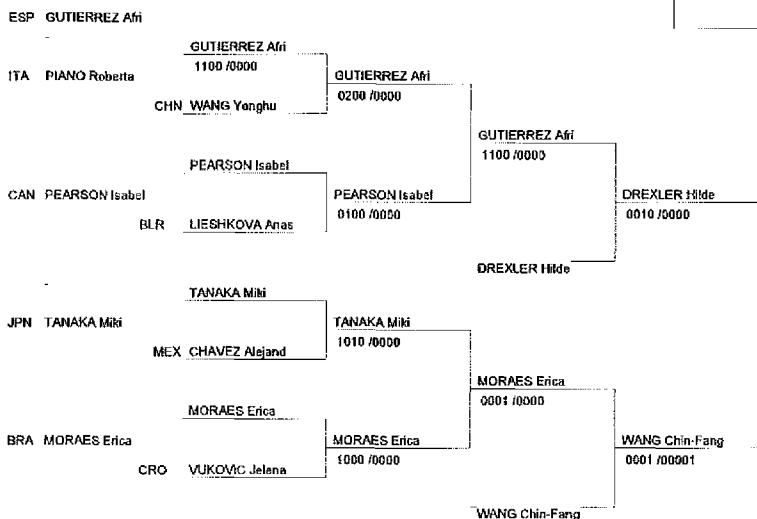 ESP GUTIERREZ Afri
GUTIERREZ Afri
ITA PIANO Roberta
1100 /0000
GUTIERREZ Afri
CHN WANG Yonghu
0200 /0000
GUTIERREZ Afri
1100 /0000
PEARSON Isabel
CAN PEARSON Isabel
PEARSON Isabel
DREXLER Hilde
BLR LIESHKOVA Anas
0100 /0000
0010 /0000
DREXLER Hilde
TANAKA Miki
JPN TANAKA Miki
TANAKA Miki
MEX CHAVEZ Alejand
1010 /0000
MORAES Erica
0001 /0000
MORAES Erica
BRA MORAES Erica
MORAES Erica
WANG Chin-Fang
CRO VUKOVIC Jelena
1000 /0000
0001 /00001
WANG Chin-Fang